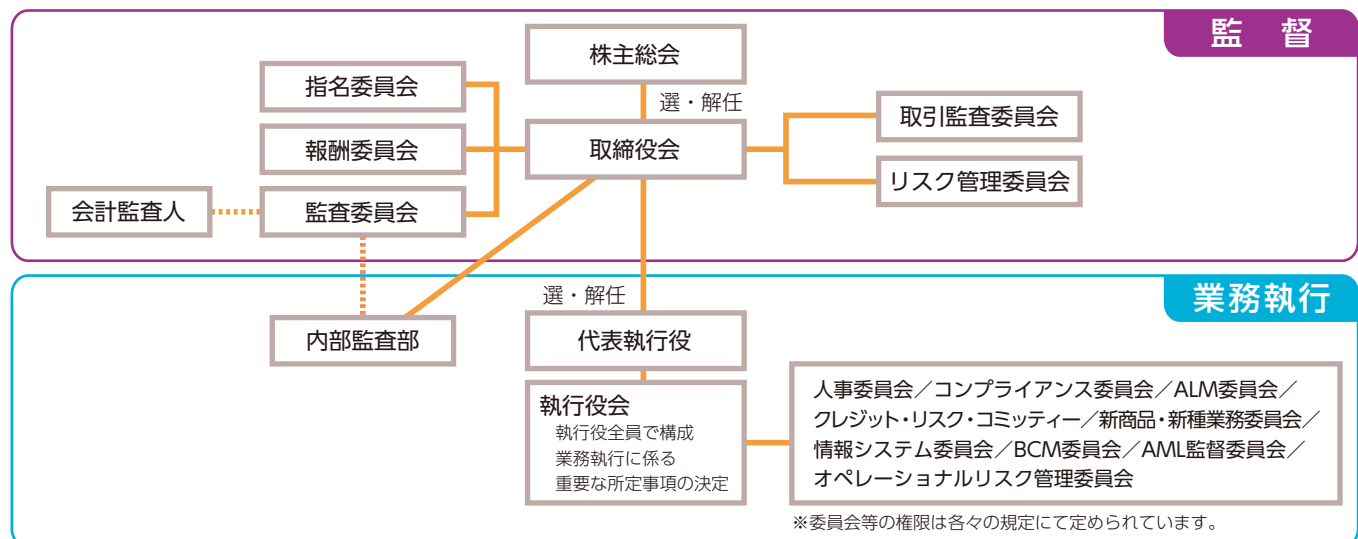 監 督
株主総会
選・解任
指名委員会
報酬委員会
監査委員会
会計監査人
取締役会
取引監査委員会
リスク管理委員会
業務執行
選・解任
内部監査部
代表執行役
執行役会
執行役全員で構成
業務執行に係る
重要な所定事項の決定
人事委員会／コンプライアンス委員会／ALM委員会／
クレジット・リスク・コミッティー／新商品・新種業務委員会／
情報システム委員会／BCM委員会／AML監督委員会／
オペレーショナルリスク管理委員会
※委員会等の権限は各々の規定にて定められています。